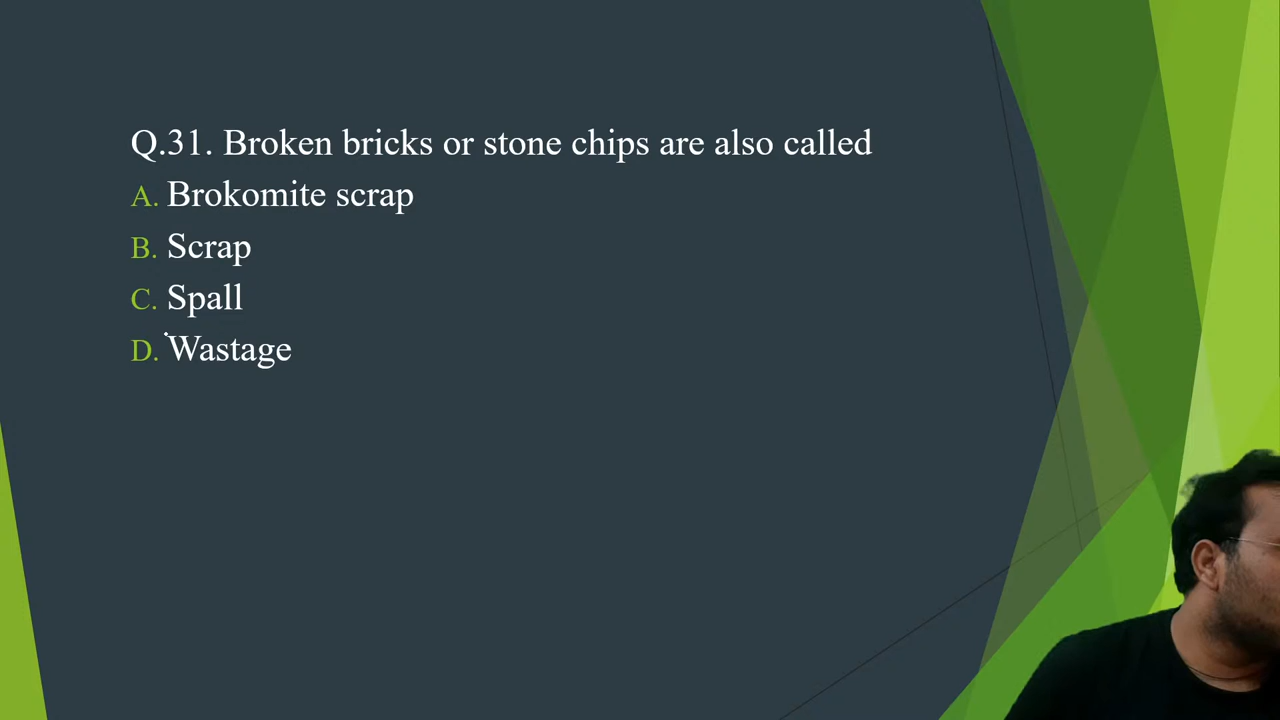 Q.31. Broken bricks or stone chips are also called
A. Brokomite scrap
B. Scrap
C. Spall
D. Wastage